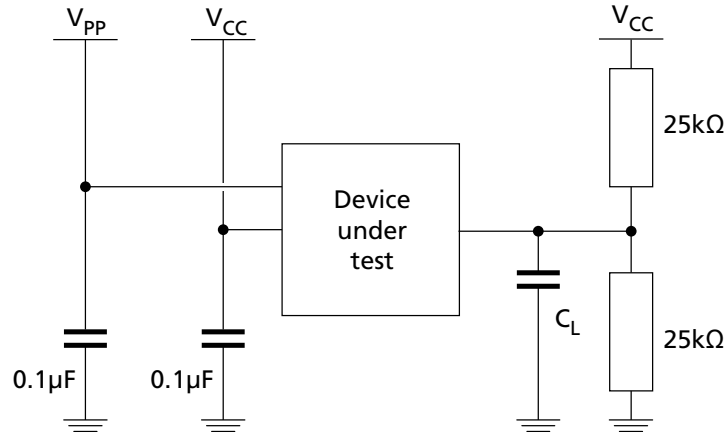 V_PP
V_CC
V_CC
25kΩ
Device
under
test
C_L
25kΩ
0.1µF
0.1µF